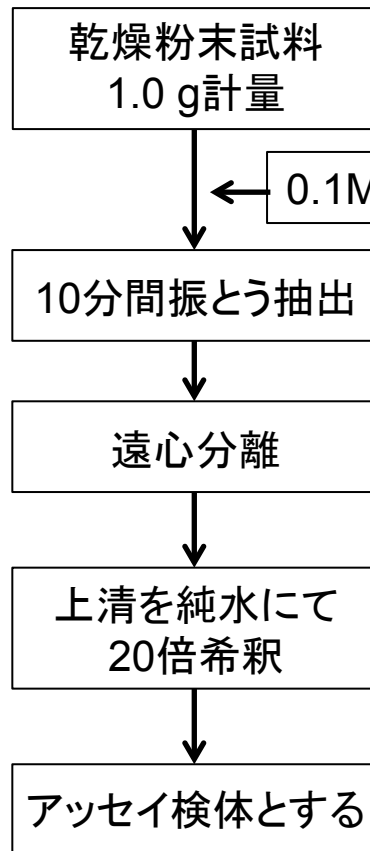 乾燥粉末試料
1.0 g計量
0.1M
10分間振とう抽出
遠心分離
上清を純水にて
20倍希釈
アッセイ検体とする